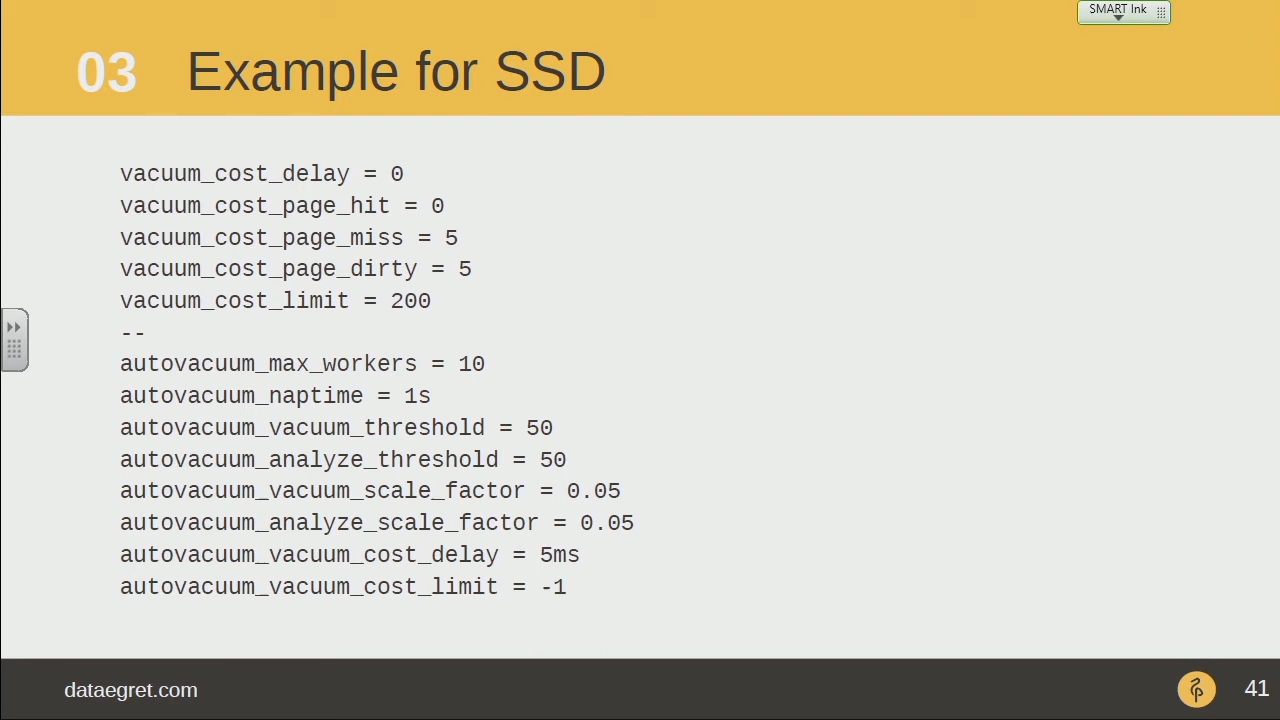 SMART Ink
03 Example for SSD
vacuum_cost_delay = 0
vacuum_cost_page_hit = 0
vacuum_cost_page_miss = 5
vacuum_cost_page_dirty = 5
vacuum_cost_limit = 200
--
autovacuum_max_workers = 10
autovacuum_naptime = 1s
autovacuum_vacuum_threshold = 50
autovacuum_analyze_threshold = 50
autovacuum_vacuum_scale_factor = 0.05
autovacuum_analyze_scale_factor = 0.05
autovacuum_vacuum_cost_delay = 5ms
autovacuum_vacuum_cost_limit = -1
dataegret.com 41